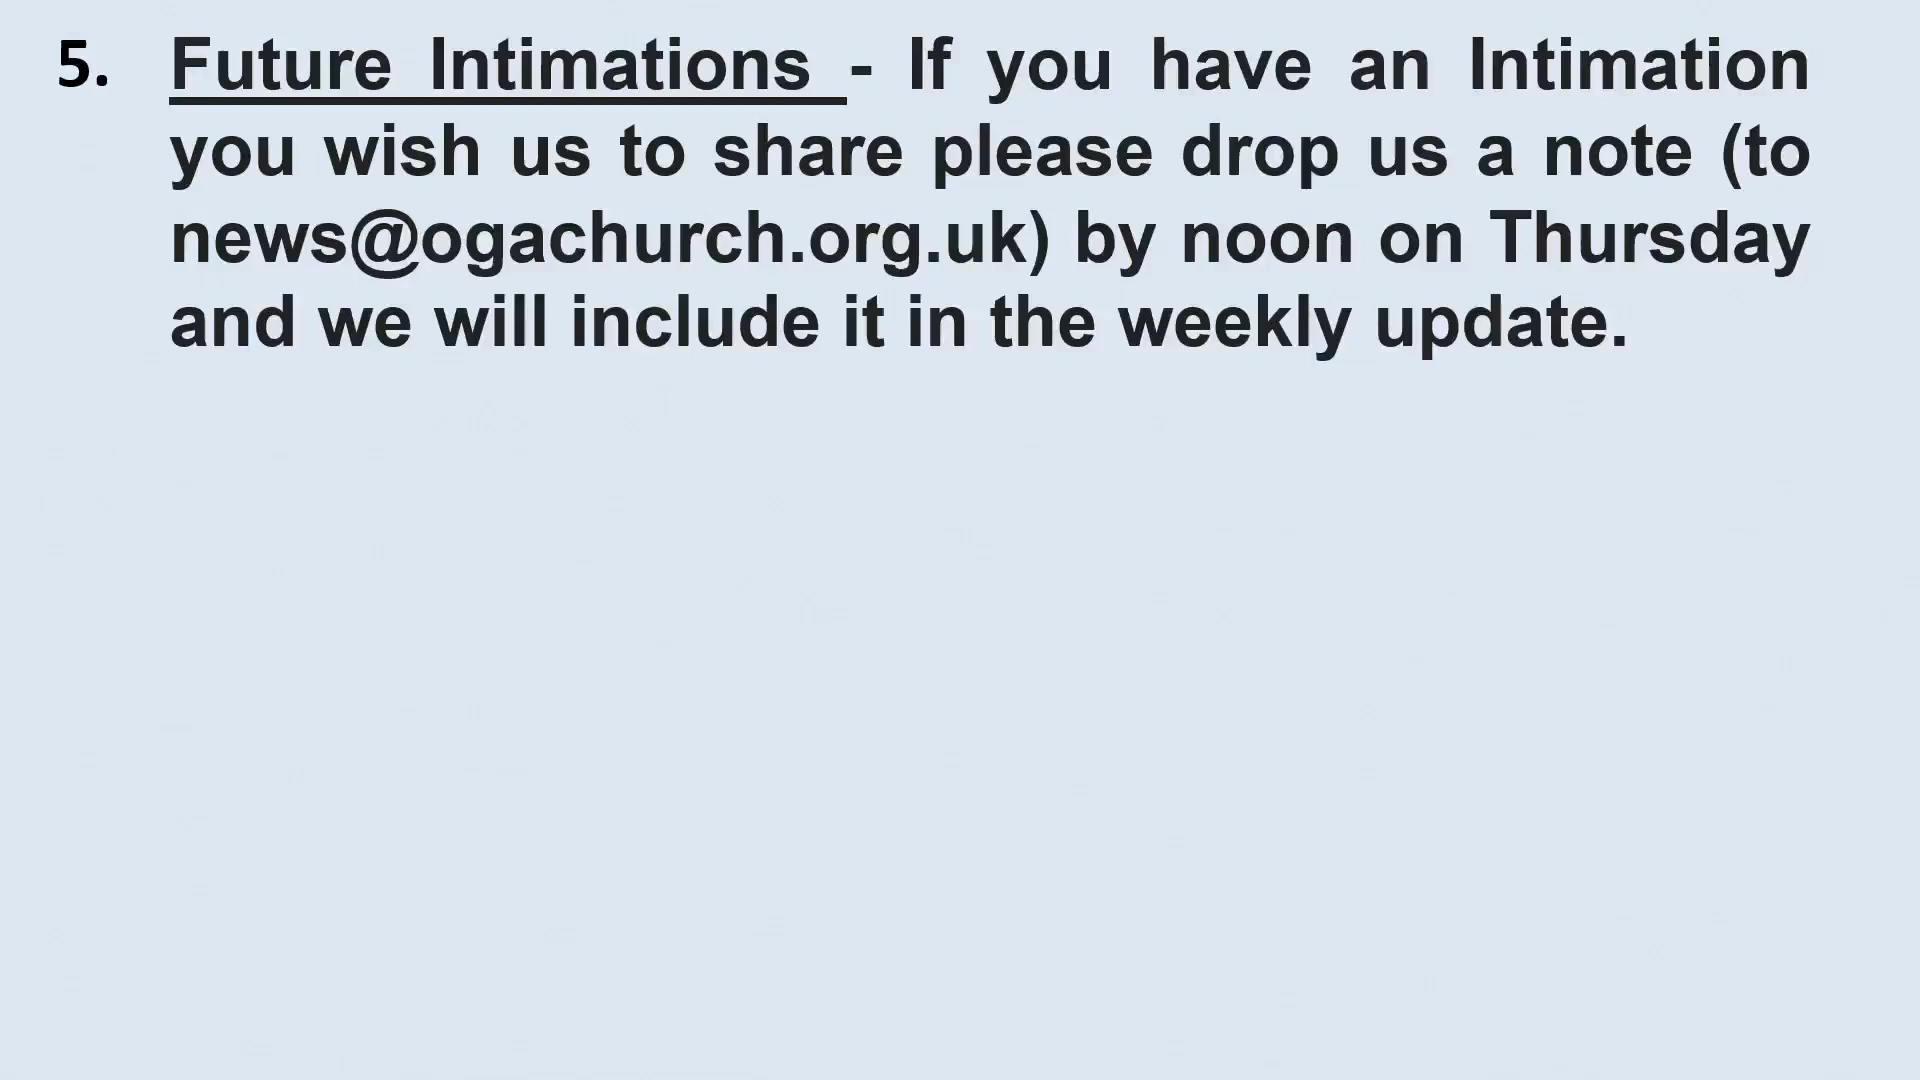 5. Future Intimations - If you have an Intimation
you wish us to share please drop us a note (to
news@ogachurch.org.uk) by noon on Thursday
and we will include it in the weekly update.